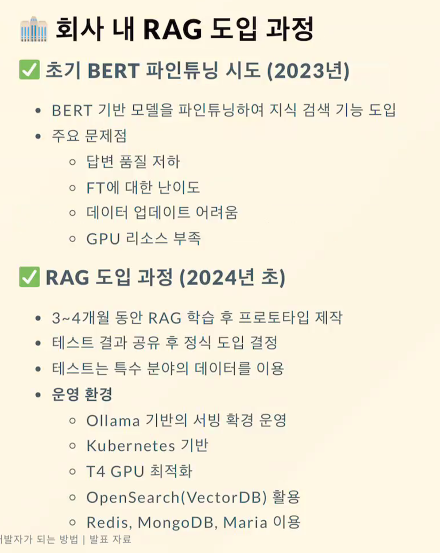 회사 내 RAG 도입 과정
초기 BERT 파인튜닝 시도 (2023년)
BERT 기반 모델을 파인튜닝하여 지식 검색 기능 도입
주요 문제점
답변 품질 저하
FT에 대한 난이도
데이터 업데이트 어려움
GPU 리소스 부족
RAG 도입 과정 (2024년 초)
3~4개월 동안 RAG 학습 후 프로토타입 제작
테스트 결과 공유 후 정식 도입 결정
테스트는 특수 분야의 데이터를 이용
운영 환경
Ollama 기반의 서빙 확경 운영
Kubernetes 기반
T4 GPU 최적화
OpenSearch(VectorDB) 활용
Redis, MongoDB, Maria 이용
발자가 되는 방법 | 발표 자료